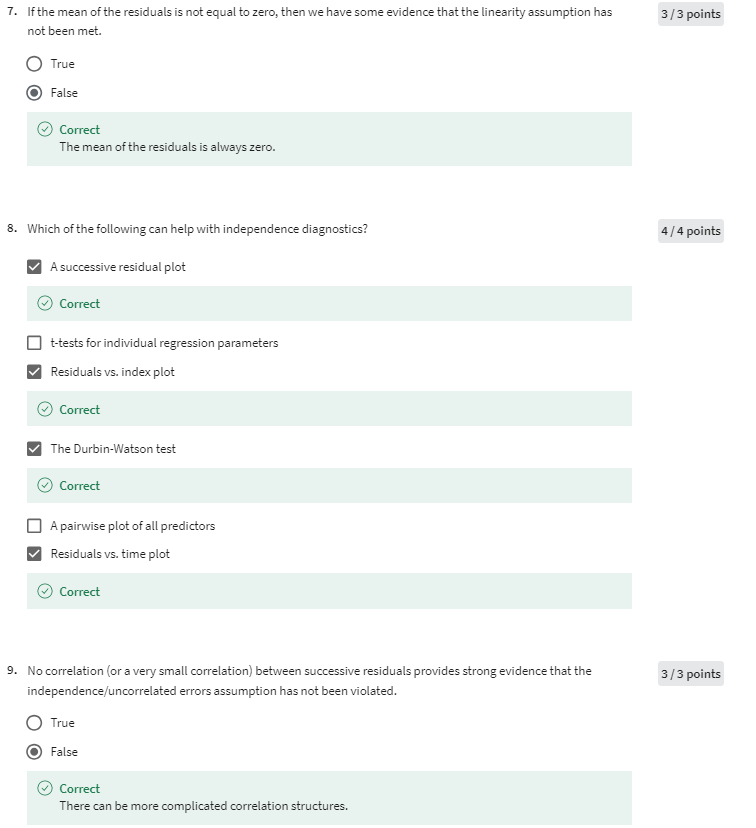 7. If the mean of the residuals is not equal to zero, then we have some evidence that the linearity assumption has
3 / 3 points
not been met.
True
False
Correct
The mean of the residuals is always zero.
8. Which of the following can help with independence diagnostics?
4 / 4 points
A successive residual plot
Correct
t-tests for individual regression parameters
Residuals vs. index plot
Correct
The Durbin-Watson test
Correct
A pairwise plot of all predictors
Residuals vs. time plot
Correct
9. No correlation (or a very small correlation) between successive residuals provides strong evidence that the
3 / 3 points
independence/uncorrelated errors assumption has not been violated.
True
False
Correct
There can be more complicated correlation structures.